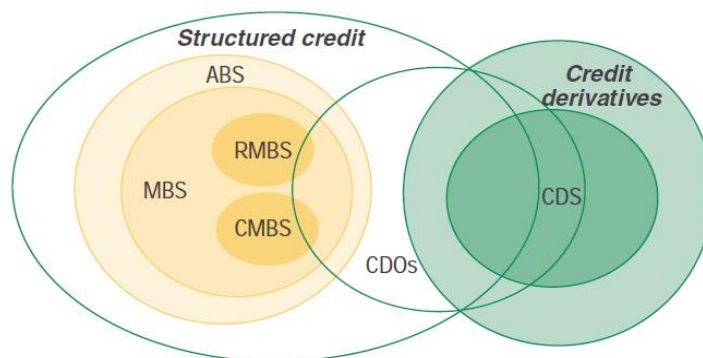 Structured credit
ABS
Credit
derivatives
RMBS
MBS
CDS
CMBS
CDOs